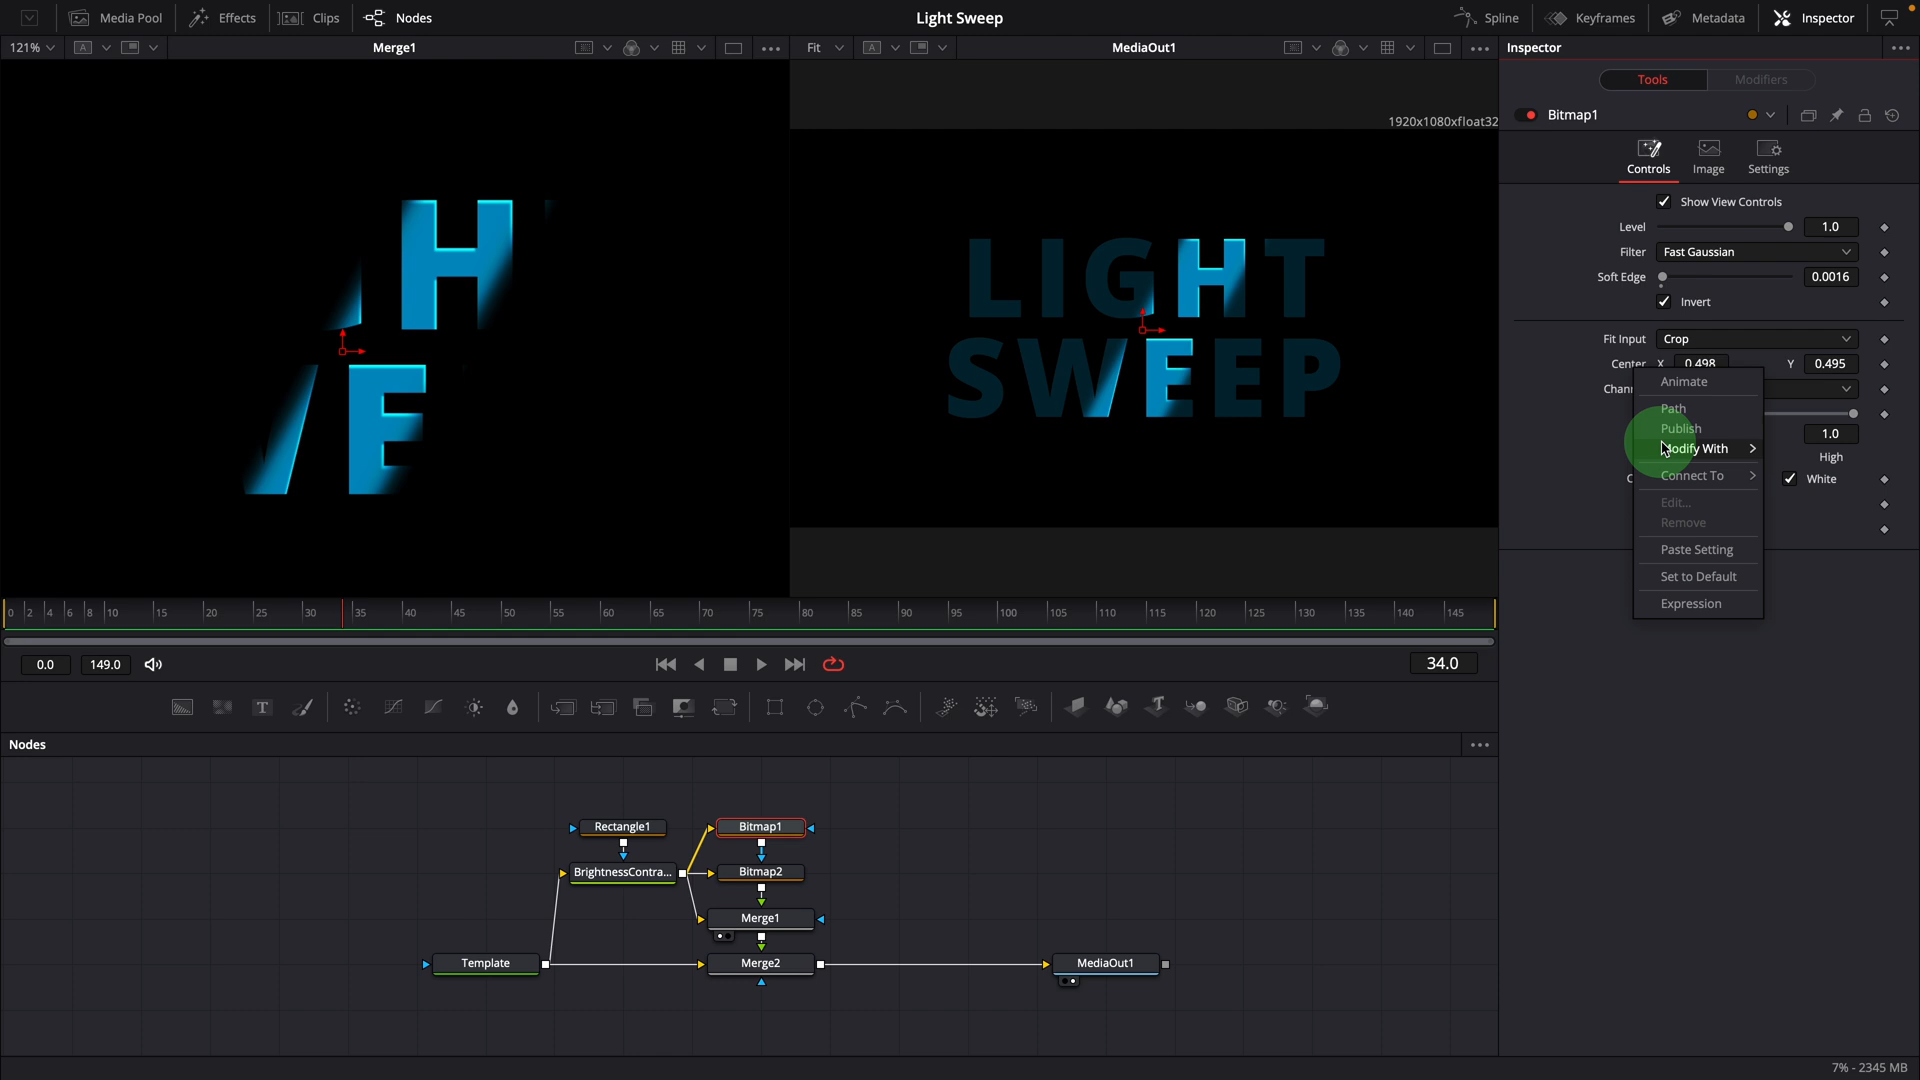 Media Pool
Effects
Clips
Nodes
Light Sweep
Spline
Keyframes
Metadata
Inspector
121%
A
Merge1
Fit
A
MediaOut1
Inspector
Tools
Modifiers
Bitmap1
Controls
Image
Settings
1920x1080xfloat32
Show View Controls
Level
1.0
Filter
Fast Gaussian
Soft Edge
0.0016
Invert
Fit Input
Crop
Center
X
0.498
Y
0.495
1.0
High
White
Animate
Path
Publish
Modify With
Connect To
Edit...
Remove
Paste Setting
Set to Default
Expression
H
E
LIGHT
SWEEP
0 2 4 6 8 10 15 20 25 30 35 40 45 50 55 60 65 70 75 80 85 90 95 100 105 110 115 120 125 130 135 140 145
0.0
149.0
34.0
T
T
Nodes
Rectangle1
Bitmap1
BrightnessContra...
Bitmap2
Merge1
Template
Merge2
MediaOut1
7% - 2345 MB